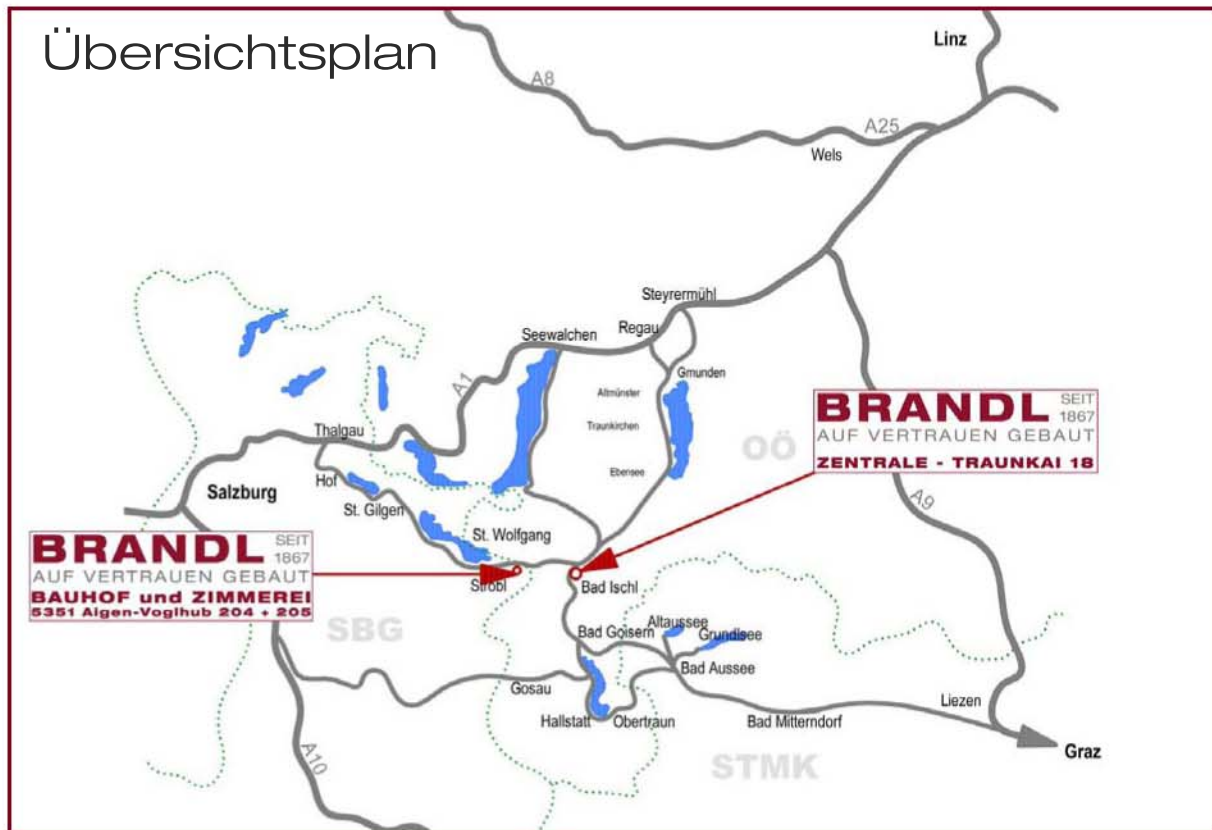 Übersichtsplan
Linz
A8
A25
Wels
Steyrermühl
Regau
Seewalchen
A1
Gmunden
Altmünster
Traunkirchen
Ebensee
OÖ
BRANDL SEIT 1867
AUF VERTRAUEN GEBAUT
ZENTRALE - TRAUNKAI 18
Thalgau
Hof
Salzburg
St. Gilgen
St. Wolfgang
A9
BRANDL SEIT 1867
AUF VERTRAUEN GEBAUT
BAUHOF und ZIMMEREI
5351 Aigen-Voglhub 204 + 205
Strobl
Bad Ischl
SBG
Bad Goisern
Altaussee
Grundlsee
Bad Aussee
Gosau
Hallstatt
Obertraun
Bad Mitterndorf
Liezen
A10
STMK
Graz